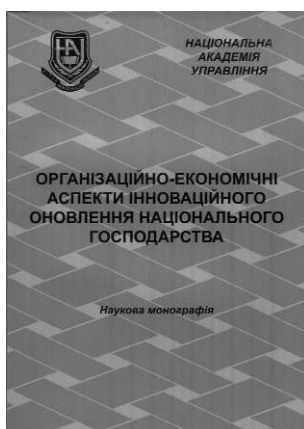 НАЦІОНАЛЬНА
АКАДЕМІЯ
УПРАВЛІННЯ
ОРГАНІЗАЦІЙНО-ЕКОНОМІЧНІ
АСПЕКТИ ІННОВАЦІЙНОГО
ОНОВЛЕННЯ НАЦІОНАЛЬНОГО
ГОСПОДАРСТВА
Наукова монографія